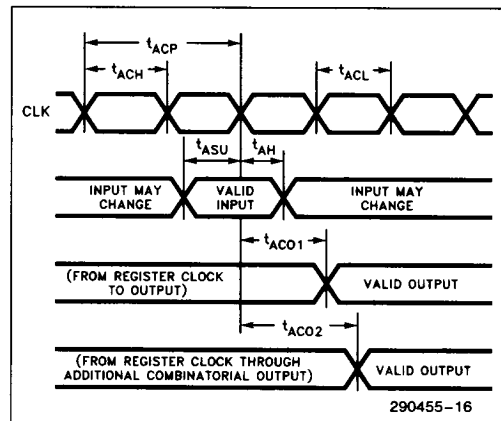 tACP
tACH
tACL
CLK
tASU
tAH
INPUT MAY
CHANGE
VALID
INPUT
INPUT MAY
CHANGE
tACO1
(FROM REGISTER CLOCK
TO OUTPUT)
VALID OUTPUT
tACO2
(FROM REGISTER CLOCK THROUGH
ADDITIONAL COMBINATORIAL OUTPUT)
VALID OUTPUT
290455-16